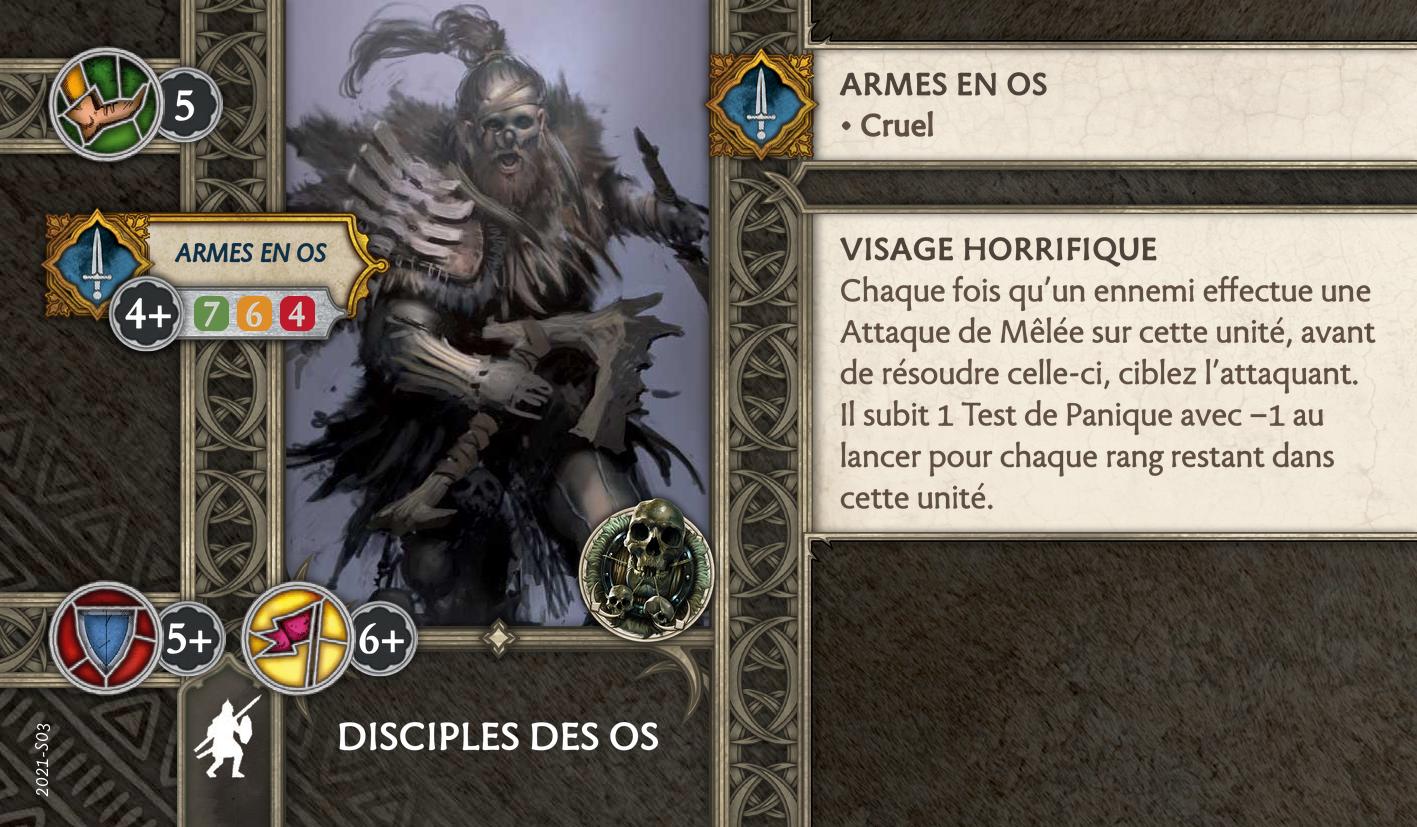 5
ARMES EN OS
4+ 7 6 4
5+ 6+
DISCIPLES DES OS
2021-S03
ARMES EN OS
• Cruel
VISAGE HORRIFIQUE
Chaque fois qu’un ennemi effectue une
Attaque de Mêlée sur cette unité, avant
de résoudre celle-ci, ciblez l’attaquant.
Il subit 1 Test de Panique avec –1 au
lancer pour chaque rang restant dans
cette unité.